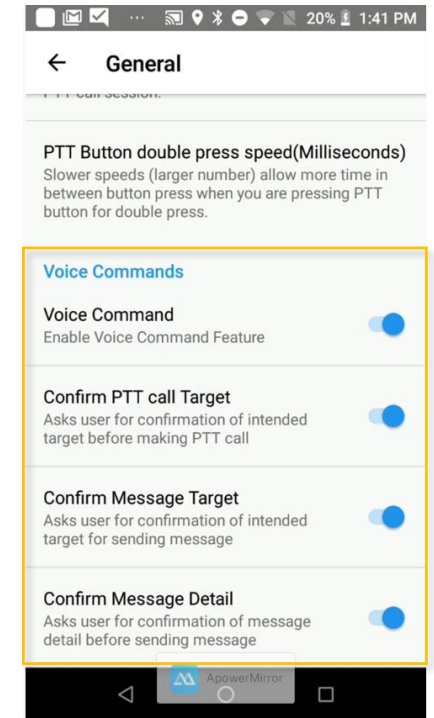 20% 1:41 PM
General
PTT call session.
PTT Button double press speed(Milliseconds)
Slower speeds (larger number) allow more time in
between button press when you are pressing PTT
button for double press.
Voice Commands
Voice Command
Enable Voice Command Feature
Confirm PTT call Target
Asks user for confirmation of intended
target before making PTT call
Confirm Message Target
Asks user for confirmation of intended
target for sending message
Confirm Message Detail
Asks user for confirmation of message
detail before sending message
ApowerMirror